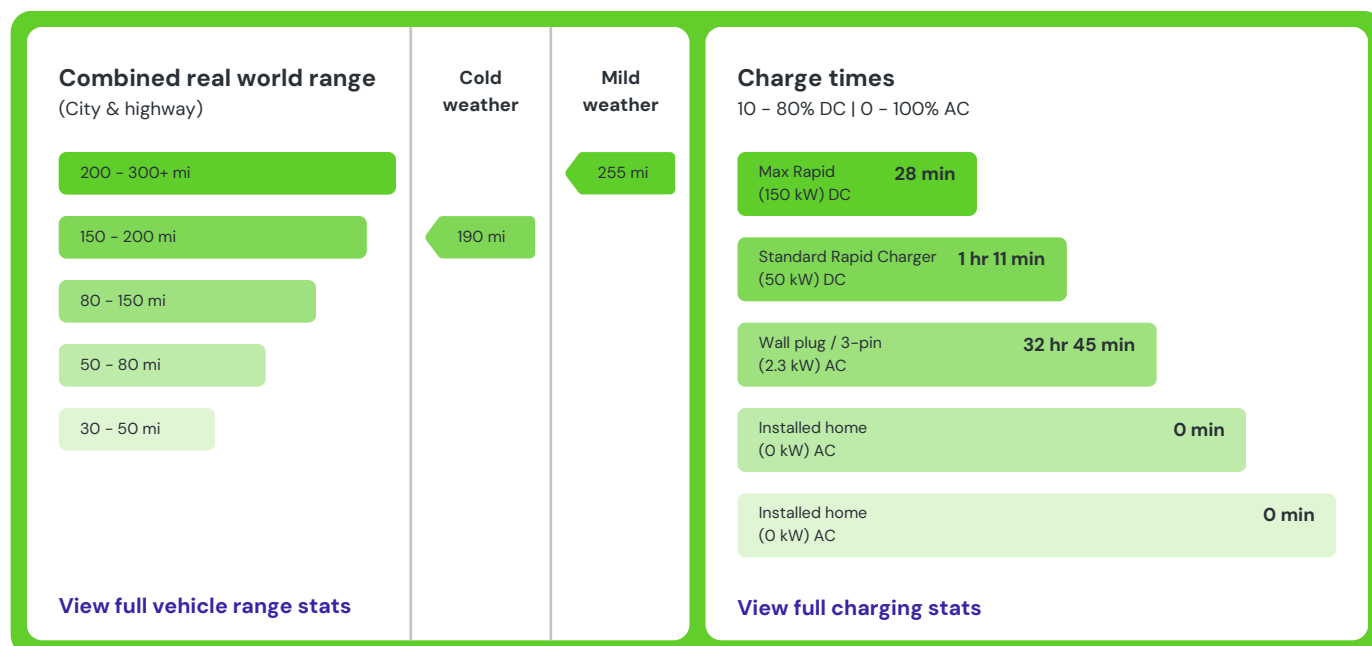 Combined real world range
(City & highway)
Cold
weather
Mild
weather
200 - 300+ mi
255 mi
150 - 200 mi
190 mi
80 - 150 mi
50 - 80 mi
30 - 50 mi
View full vehicle range stats
Charge times
10 - 80% DC | 0 - 100% AC
Max Rapid
(150 kW) DC
28 min
Standard Rapid Charger
(50 kW) DC
1 hr 11 min
Wall plug / 3-pin
(2.3 kW) AC
32 hr 45 min
Installed home
(0 kW) AC
0 min
Installed home
(0 kW) AC
0 min
View full charging stats